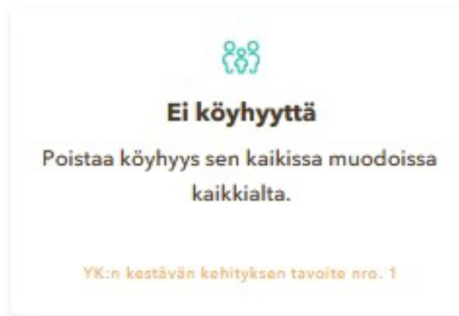 Ei köyhyyttä
Poistaa köyhyys sen kaikissa muodoissa
kaikkialta.
YK:n kestävän kehityksen tavoite nro. 1